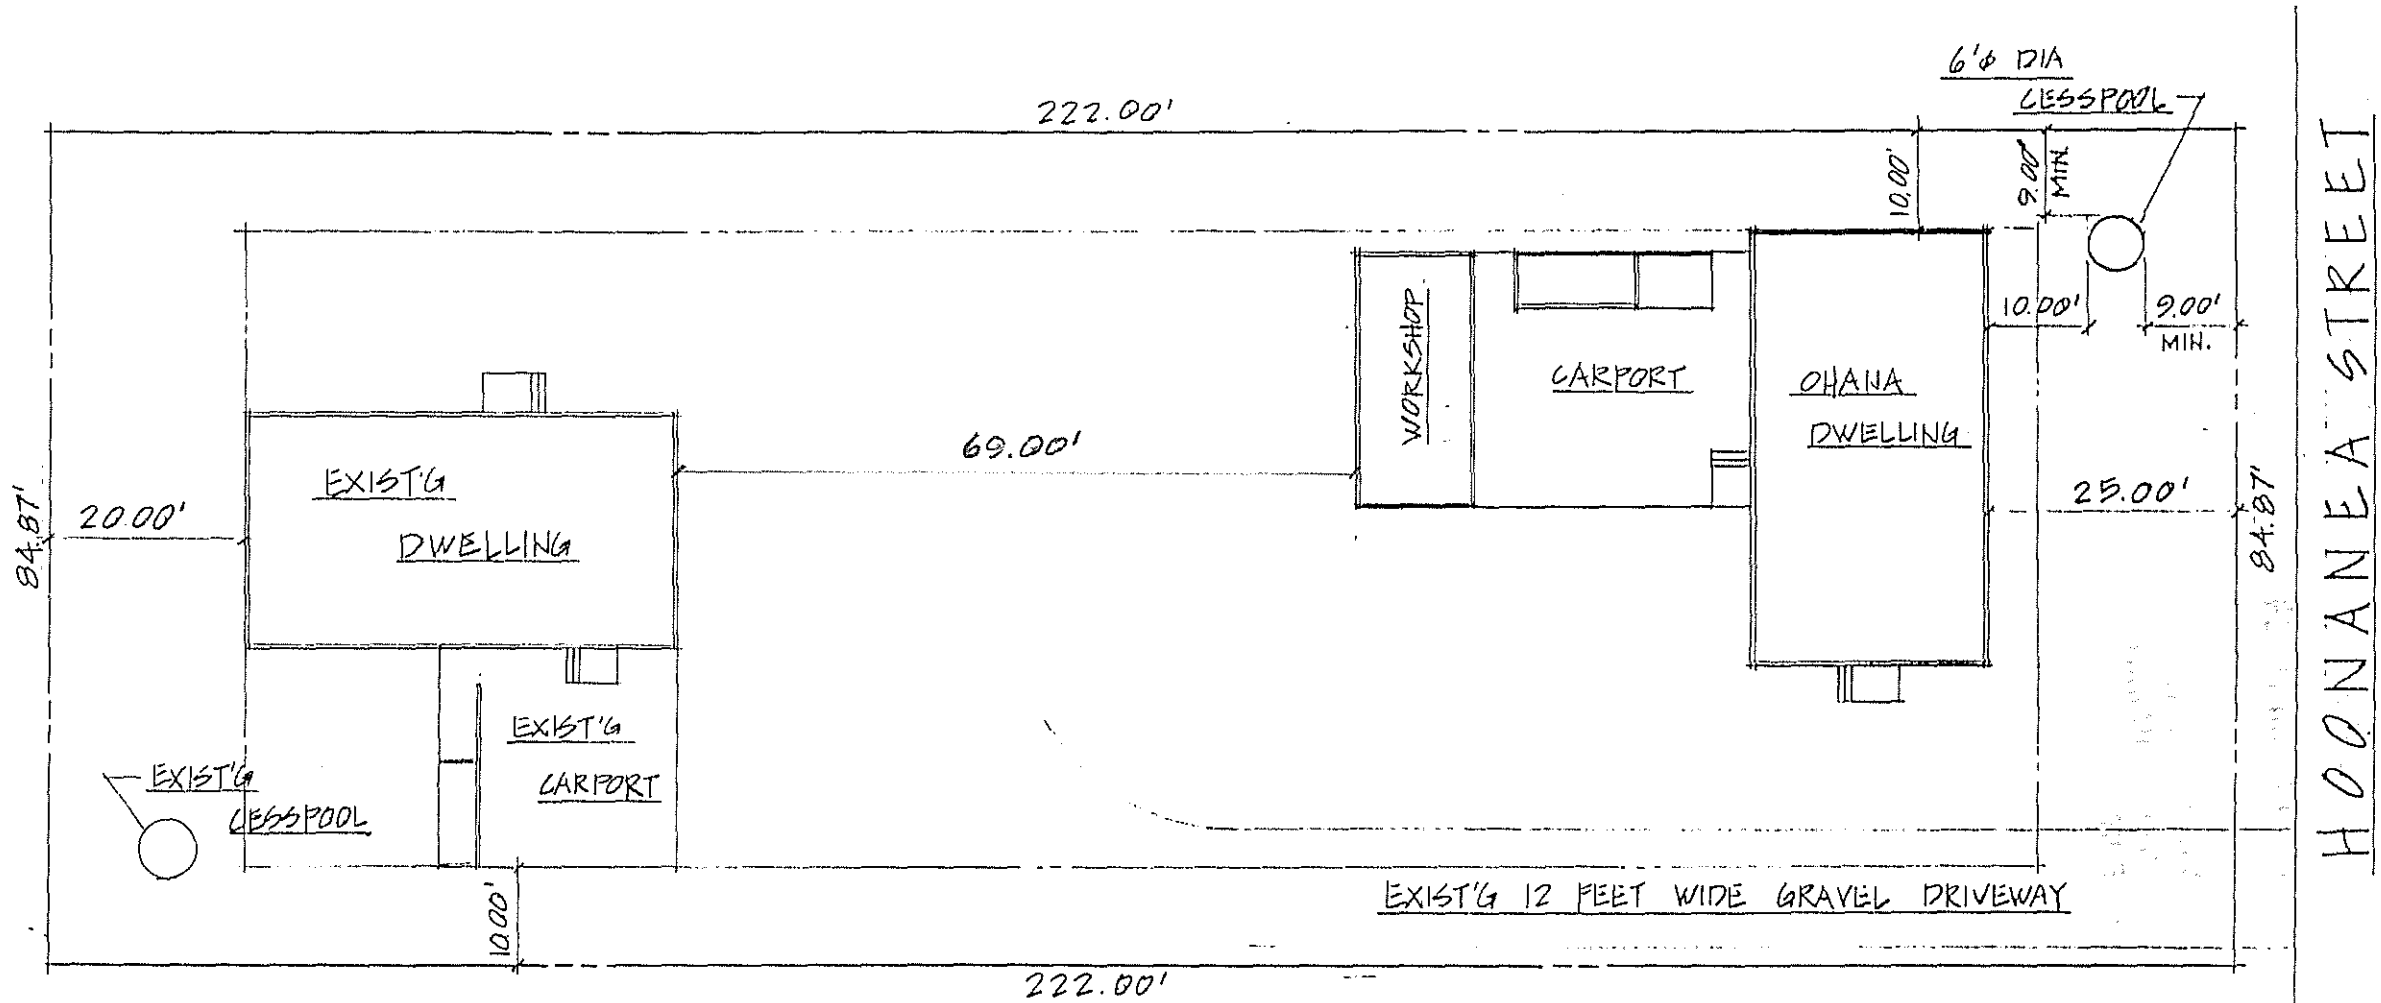 6'ø DIA
CESSPOOL
222.00'
10.00'
9.00'
MIN.
HOONANEA STREET
10.00'
9.00'
MIN.
WORKSHOP
CARPORT
OHANA
DWELLING
69.00'
EXIST'G
DWELLING
20.00'
84.87'
25.00'
84.87'
EXIST'G
CARPORT
EXIST'G
CESSPOOL
10.00'
EXIST'G 12 FEET WIDE GRAVEL DRIVEWAY
222.00'